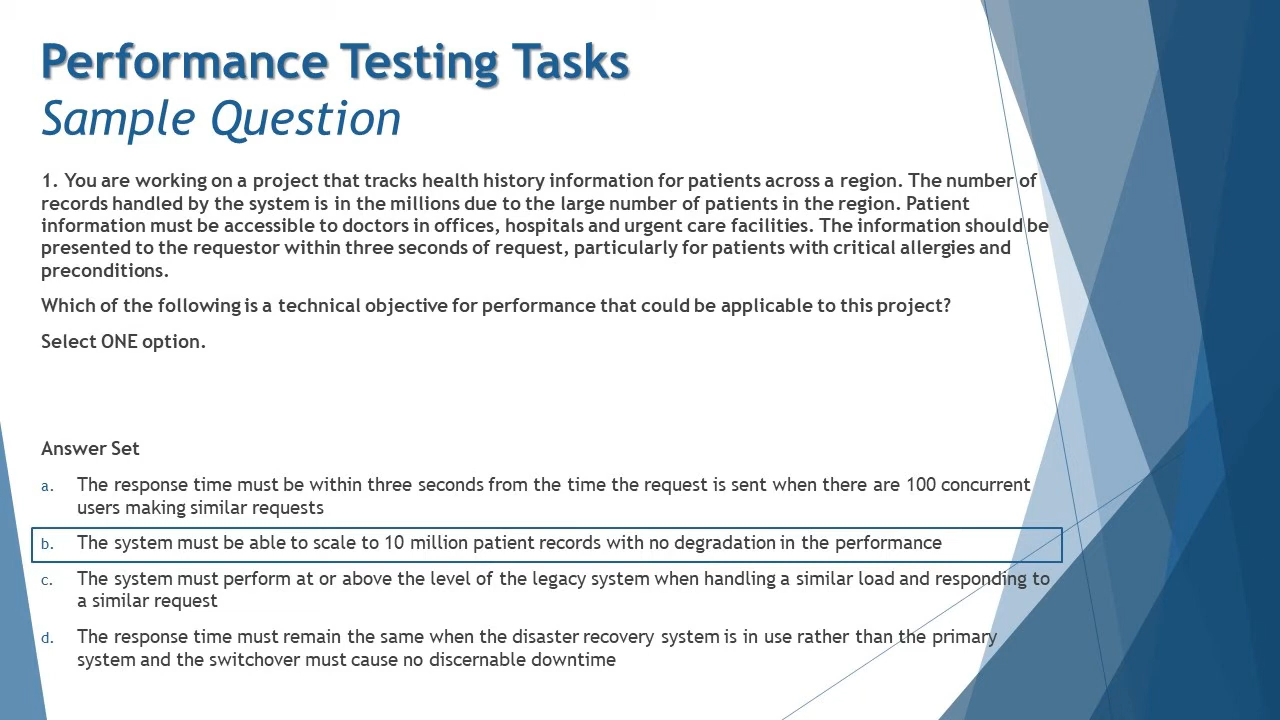 Performance Testing Tasks
Sample Question
1. You are working on a project that tracks health history information for patients across a region. The number of
records handled by the system is in the millions due to the large number of patients in the region. Patient
information must be accessible to doctors in offices, hospitals and urgent care facilities. The information should be
presented to the requestor within three seconds of request, particularly for patients with critical allergies and
preconditions.
Which of the following is a technical objective for performance that could be applicable to this project?
Select ONE option.
Answer Set
a. The response time must be within three seconds from the time the request is sent when there are 100 concurrent
users making similar requests
b. The system must be able to scale to 10 million patient records with no degradation in the performance
c. The system must perform at or above the level of the legacy system when handling a similar load and responding to
a similar request
d. The response time must remain the same when the disaster recovery system is in use rather than the primary
system and the switchover must cause no discernable downtime